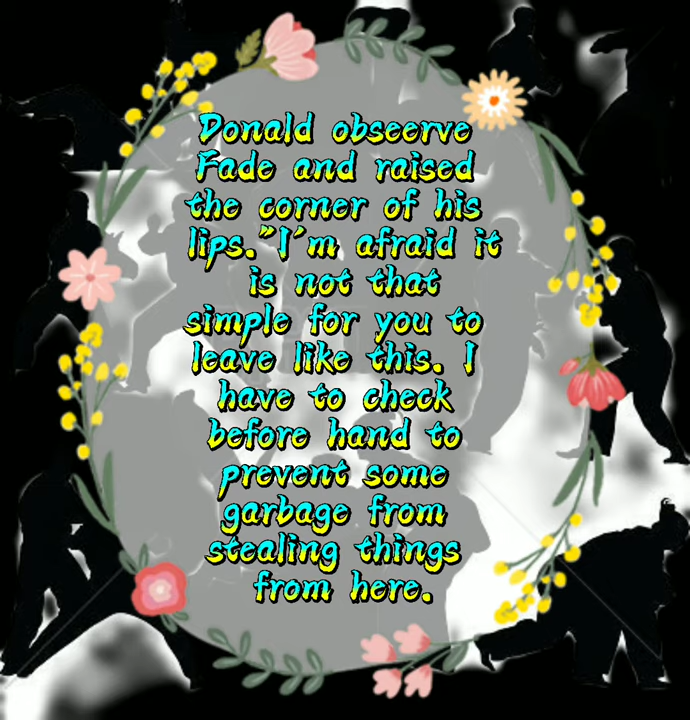 Donald obseerve
Fade and raised
the corner of his
lips."I'm afraid it
is not that
simple for you to
leave like this. I
have to check
before hand to
prevent some
garbage from
stealing things
from here.